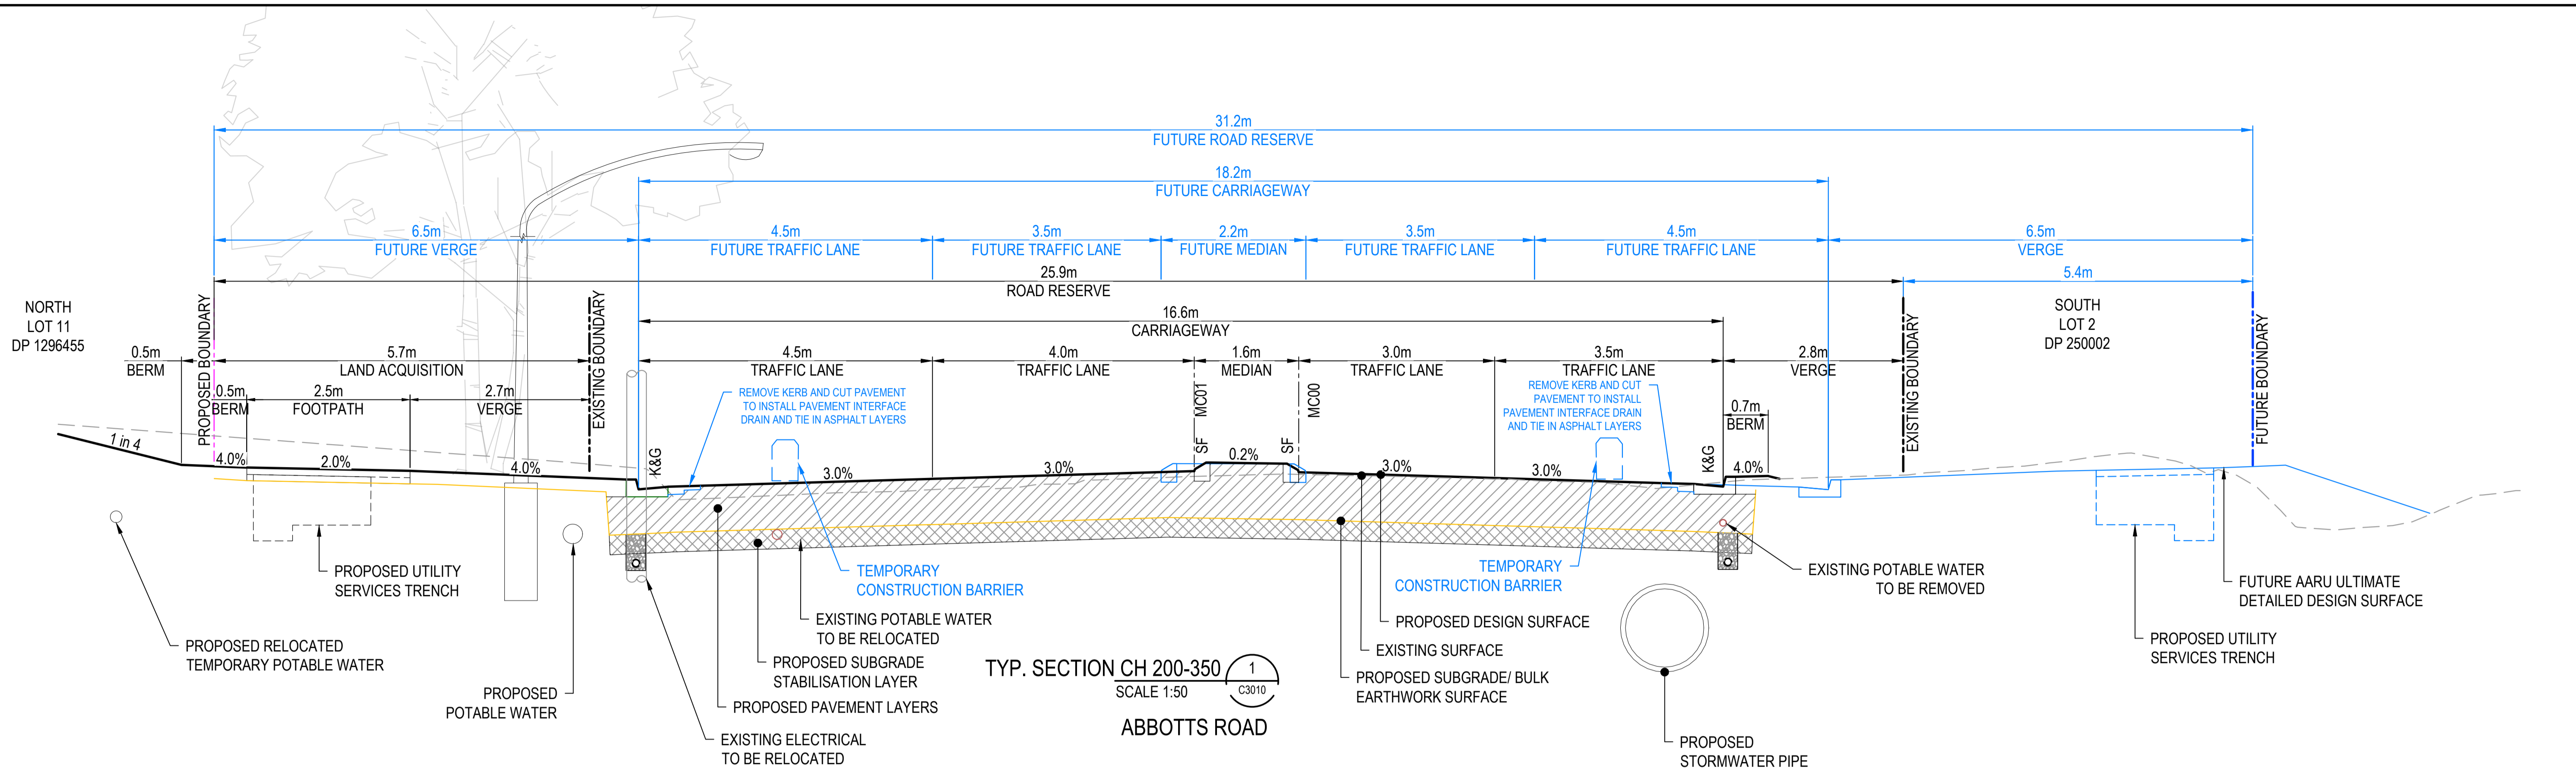 31.2m
FUTURE ROAD RESERVE
18.2m
FUTURE CARRIAGEWAY
6.5m
FUTURE VERGE
4.5m
FUTURE TRAFFIC LANE
3.5m
FUTURE TRAFFIC LANE
2.2m
FUTURE MEDIAN
3.5m
FUTURE TRAFFIC LANE
4.5m
FUTURE TRAFFIC LANE
6.5m
VERGE
25.9m
ROAD RESERVE
5.4m
NORTH
LOT 11
DP 1296455
SOUTH
LOT 2
DP 250002
PROPOSED BOUNDARY
EXISTING BOUNDARY
EXISTING BOUNDARY
FUTURE BOUNDARY
16.6m
CARRIAGEWAY
0.5m
BERM
5.7m
LAND ACQUISITION
4.5m
TRAFFIC LANE
4.0m
TRAFFIC LANE
1.6m
MEDIAN
3.0m
TRAFFIC LANE
3.5m
TRAFFIC LANE
2.8m
VERGE
0.5m
BERM
2.5m
FOOTPATH
2.7m
VERGE
REMOVE KERB AND CUT PAVEMENT
TO INSTALL PAVEMENT INTERFACE
DRAIN AND TIE IN ASPHALT LAYERS
MC01
MC00
REMOVE KERB AND CUT
PAVEMENT TO INSTALL
PAVEMENT INTERFACE DRAIN
AND TIE IN ASPHALT LAYERS
0.7m
BERM
1 in 4
4.0%
2.0%
4.0%
K&G
3.0%
3.0%
SF
0.2%
SF
3.0%
3.0%
K&G
4.0%
PROPOSED UTILITY
SERVICES TRENCH
TEMPORARY
CONSTRUCTION BARRIER
TEMPORARY
CONSTRUCTION BARRIER
EXISTING POTABLE WATER
TO BE REMOVED
FUTURE AARU ULTIMATE
DETAILED DESIGN SURFACE
EXISTING POTABLE WATER
TO BE RELOCATED
PROPOSED DESIGN SURFACE
PROPOSED RELOCATED
TEMPORARY POTABLE WATER
PROPOSED SUBGRADE
STABILISATION LAYER
EXISTING SURFACE
PROPOSED UTILITY
SERVICES TRENCH
PROPOSED
POTABLE WATER
PROPOSED PAVEMENT LAYERS
PROPOSED SUBGRADE/ BULK
EARTHWORK SURFACE
EXISTING ELECTRICAL
TO BE RELOCATED
PROPOSED
STORMWATER PIPE
TYP. SECTION CH 200-350
1
SCALE 1:50
C3010
ABBOTTS ROAD